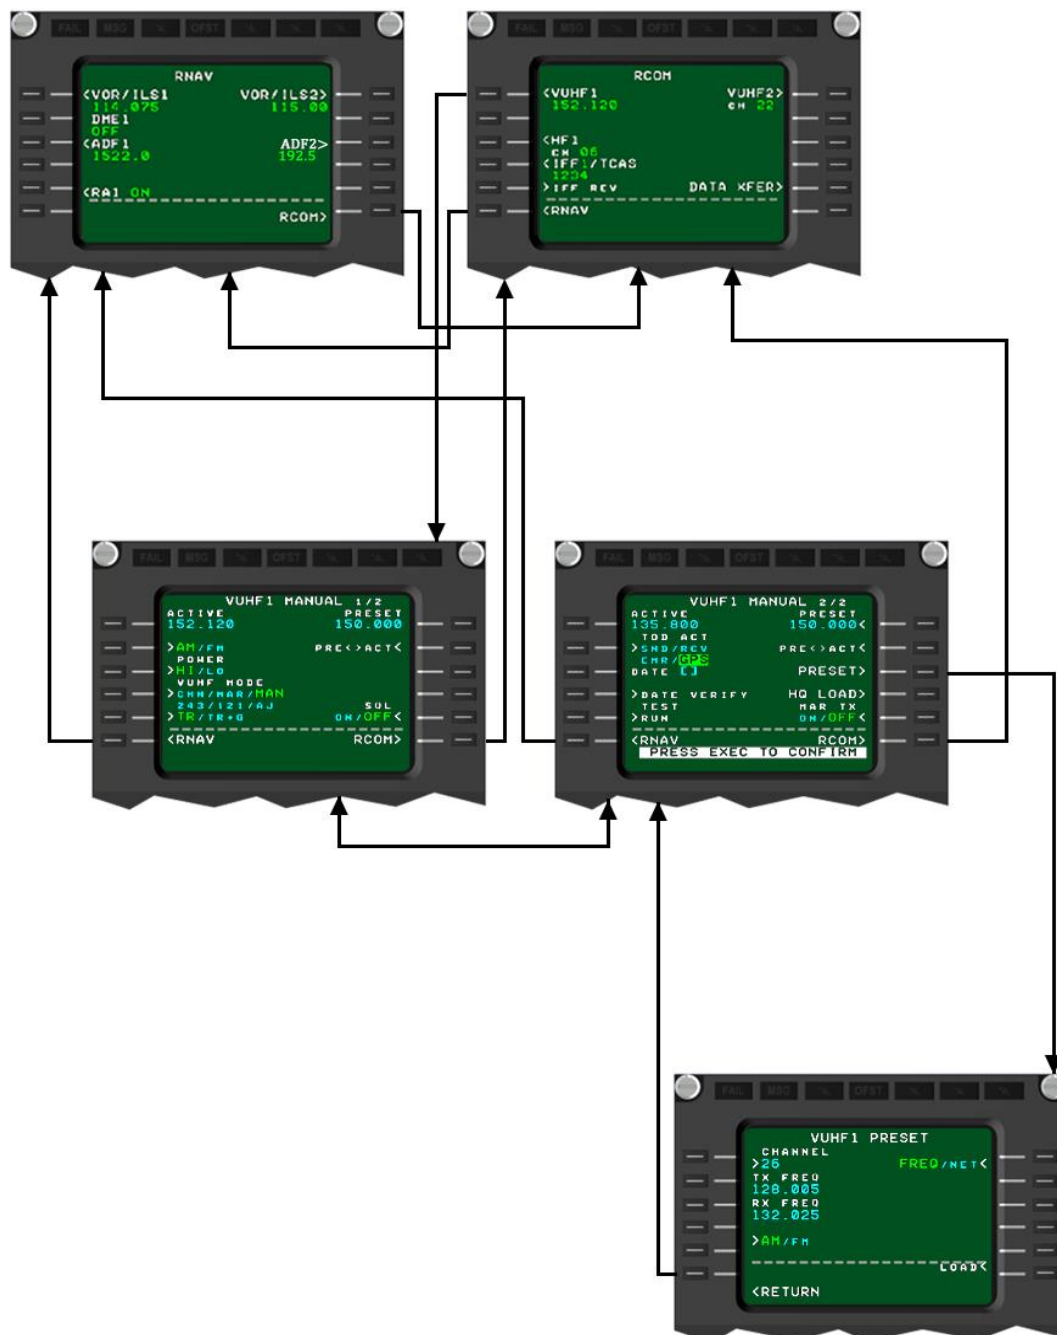 FAIL MSG OFST
RNAV
<VOR/ILS1 VOR/ILS2>
114.075 115.00
DME1
OFF
<ADF1 ADF2>
1522.0 192.5
<RA1 ON
RCOM>
FAIL MSG OFST
RCOM
<VUHF1 VUHF2>
152.120 CH 22
<HF1
CH 06
<IFF1/TCAS
1234
>IFF REV DATA XFER>
<RNAV
FAIL MSG OFST
VUHF1 MANUAL 1/2
ACTIVE PRESET
152.120 150.000
>AM/FM PRE<>ACT<
POWER
>HI/LO
VUHF MODE
>CHN/MAR/MAN
243/121/AJ SQL
>TR/TR+G ON/OFF<
<RNAV RCOM>
FAIL MSG OFST
VUHF1 MANUAL 2/2
ACTIVE PRESET
135.800 150.000<
TOD ACT
>SND/RCV PRE<>ACT<
EMR/GPS
DATE [ ] PRESET>
>DATE VERIFY HQ LOAD>
TEST MAR TX
>RUN ON/OFF<
<RNAV RCOM>
PRESS EXEC TO CONFIRM
FAIL MSG OFST
VUHF1 PRESET
CHANNEL
>26 FREQ/NET<
TX FREQ
128.005
RX FREQ
132.025
>AM/FM
LOAD<
<RETURN